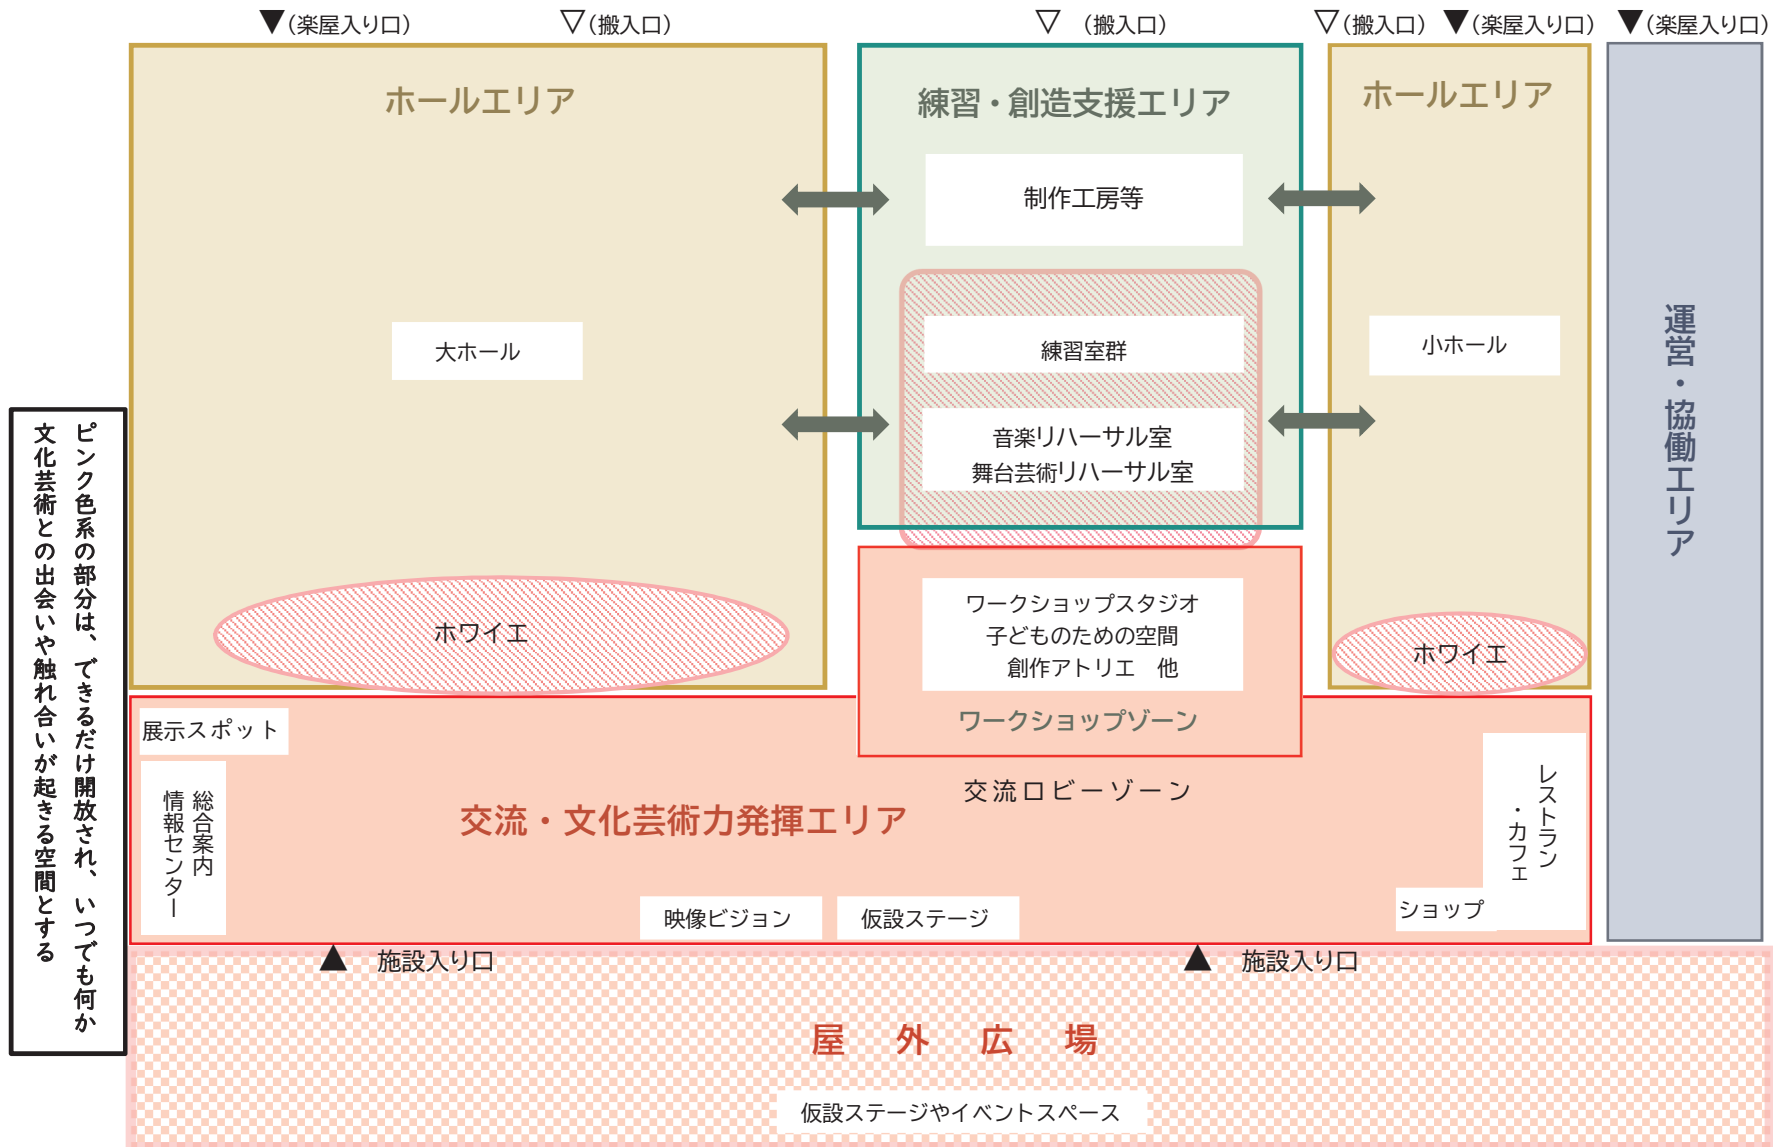 ▼(楽屋入り口)
▽(搬入口)
▽ (搬入口)
▽(搬入口)
▼(楽屋入り口)
▼(楽屋入り口)
ホールエリア
練習・創造支援エリア
ホールエリア
制作工房等
大ホール
練習室群
小ホール
音楽リハーサル室
舞台芸術リハーサル室
運営・協働エリア
ピンク色系の部分は、できるだけ開放され、いつでも何か
文化芸術との出会いや触れ合いが起きる空間とする
ホワイエ
ワークショップスタジオ
子どものための空間
創作アトリエ 他
ホワイエ
ワークショップゾーン
展示スポット
総合案内
情報センター
交流ロビーゾーン
交流・文化芸術力発揮エリア
レストラン
・カフェ
ショップ
映像ビジョン
仮設ステージ
▲ 施設入り口
▲ 施設入り口
屋外広場
仮設ステージやイベントスペース